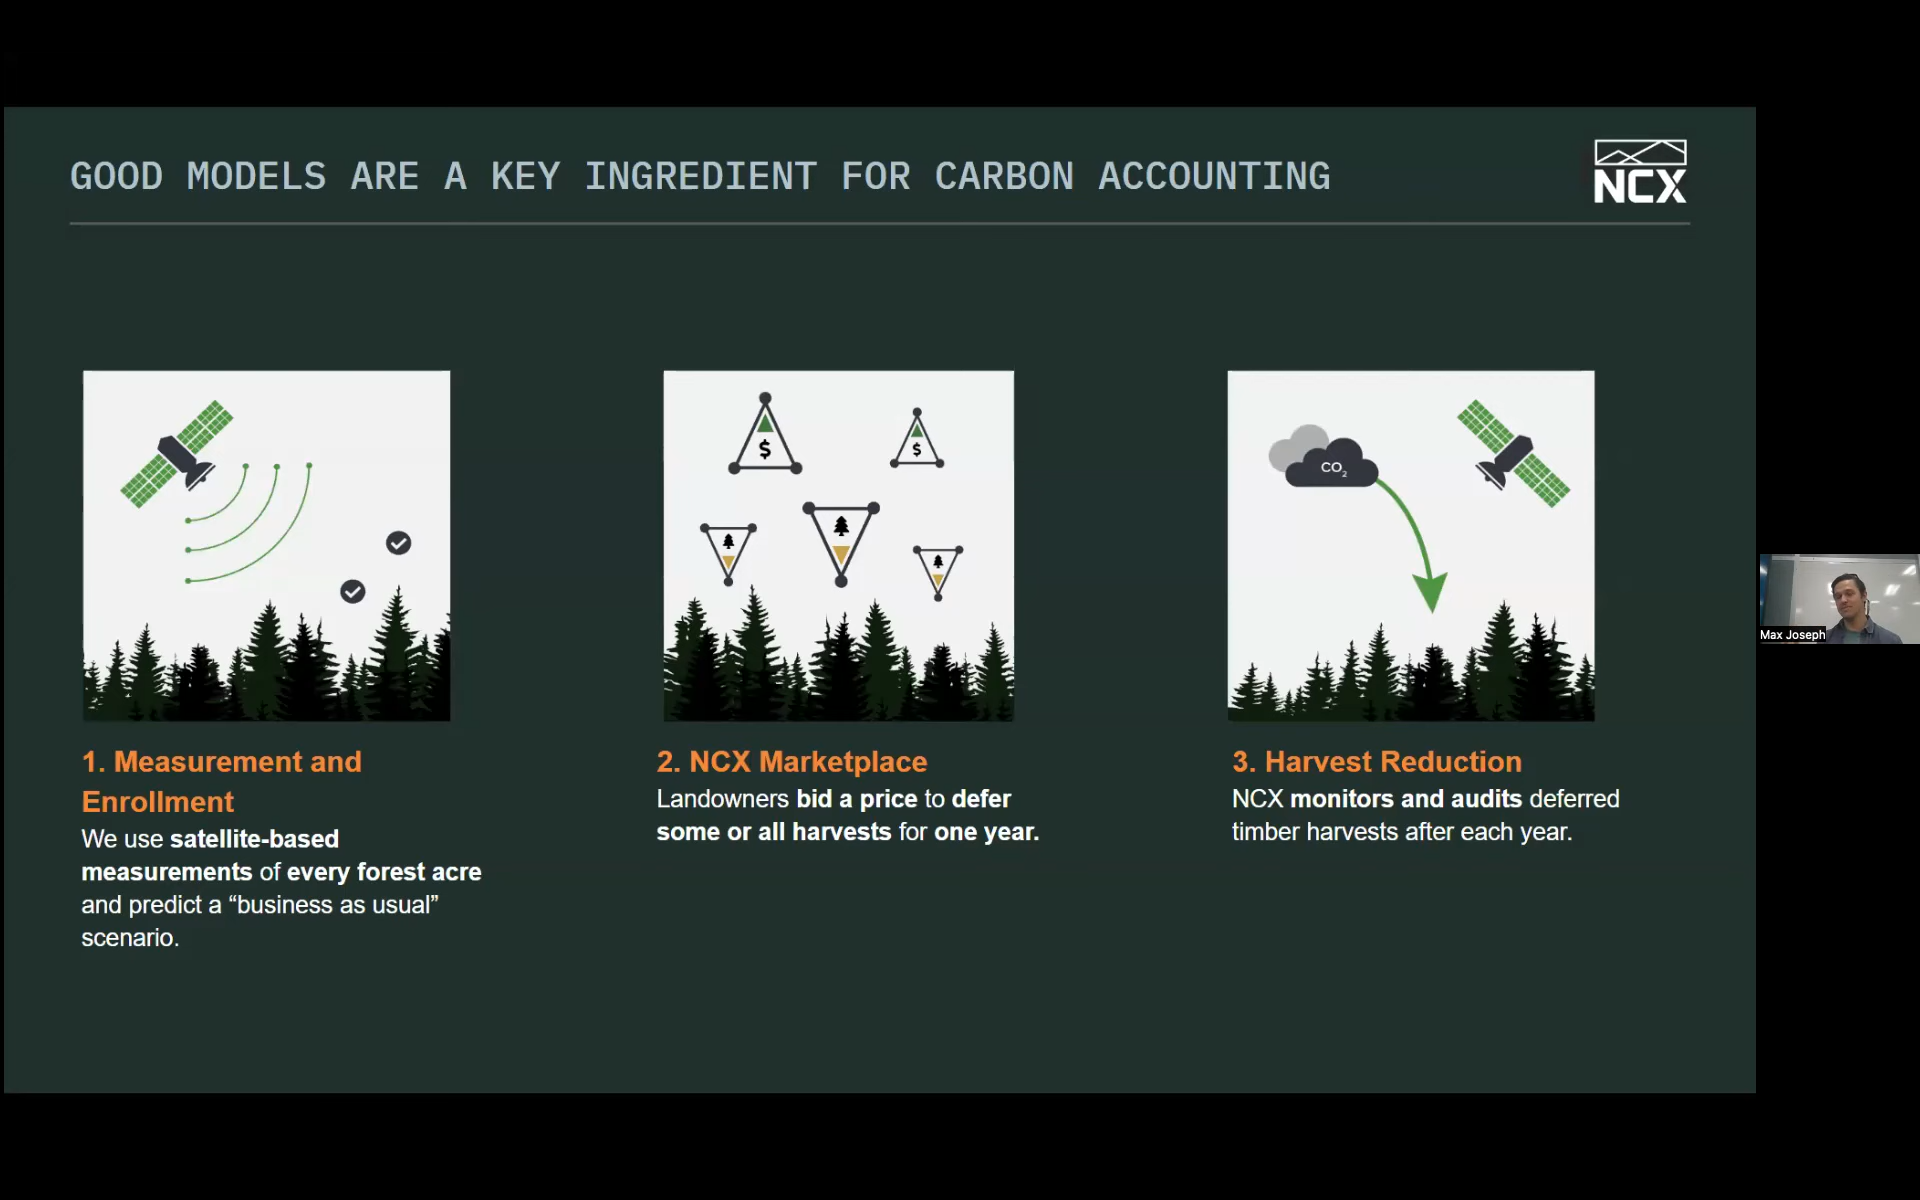 GOOD MODELS ARE A KEY INGREDIENT FOR CARBON ACCOUNTING
NCX
$
$
CO2
1. Measurement and
Enrollment
We use satellite-based
measurements of every forest acre
and predict a “business as usual”
scenario.
2. NCX Marketplace
Landowners bid a price to defer
some or all harvests for one year.
3. Harvest Reduction
NCX monitors and audits deferred
timber harvests after each year.
Max Joseph